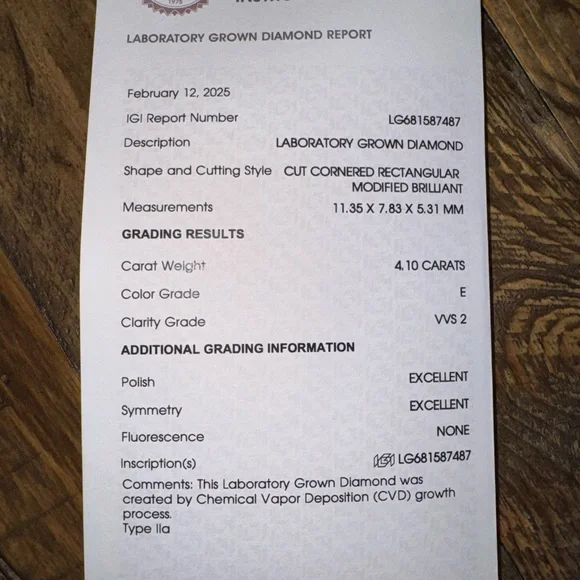 1975
LABORATORY GROWN DIAMOND REPORT
February 12, 2025
IGI Report Number LG681587487
Description LABORATORY GROWN DIAMOND
Shape and Cutting Style CUT CORNERED RECTANGULAR
MODIFIED BRILLIANT
Measurements 11.35 X 7.83 X 5.31 MM
GRADING RESULTS
Carat Weight 4.10 CARATS
Color Grade E
Clarity Grade VVS 2
ADDITIONAL GRADING INFORMATION
Polish EXCELLENT
Symmetry EXCELLENT
Fluorescence NONE
Inscription(s) IGI LG681587487
Comments: This Laboratory Grown Diamond was
created by Chemical Vapor Deposition (CVD) growth
process.
Type IIa